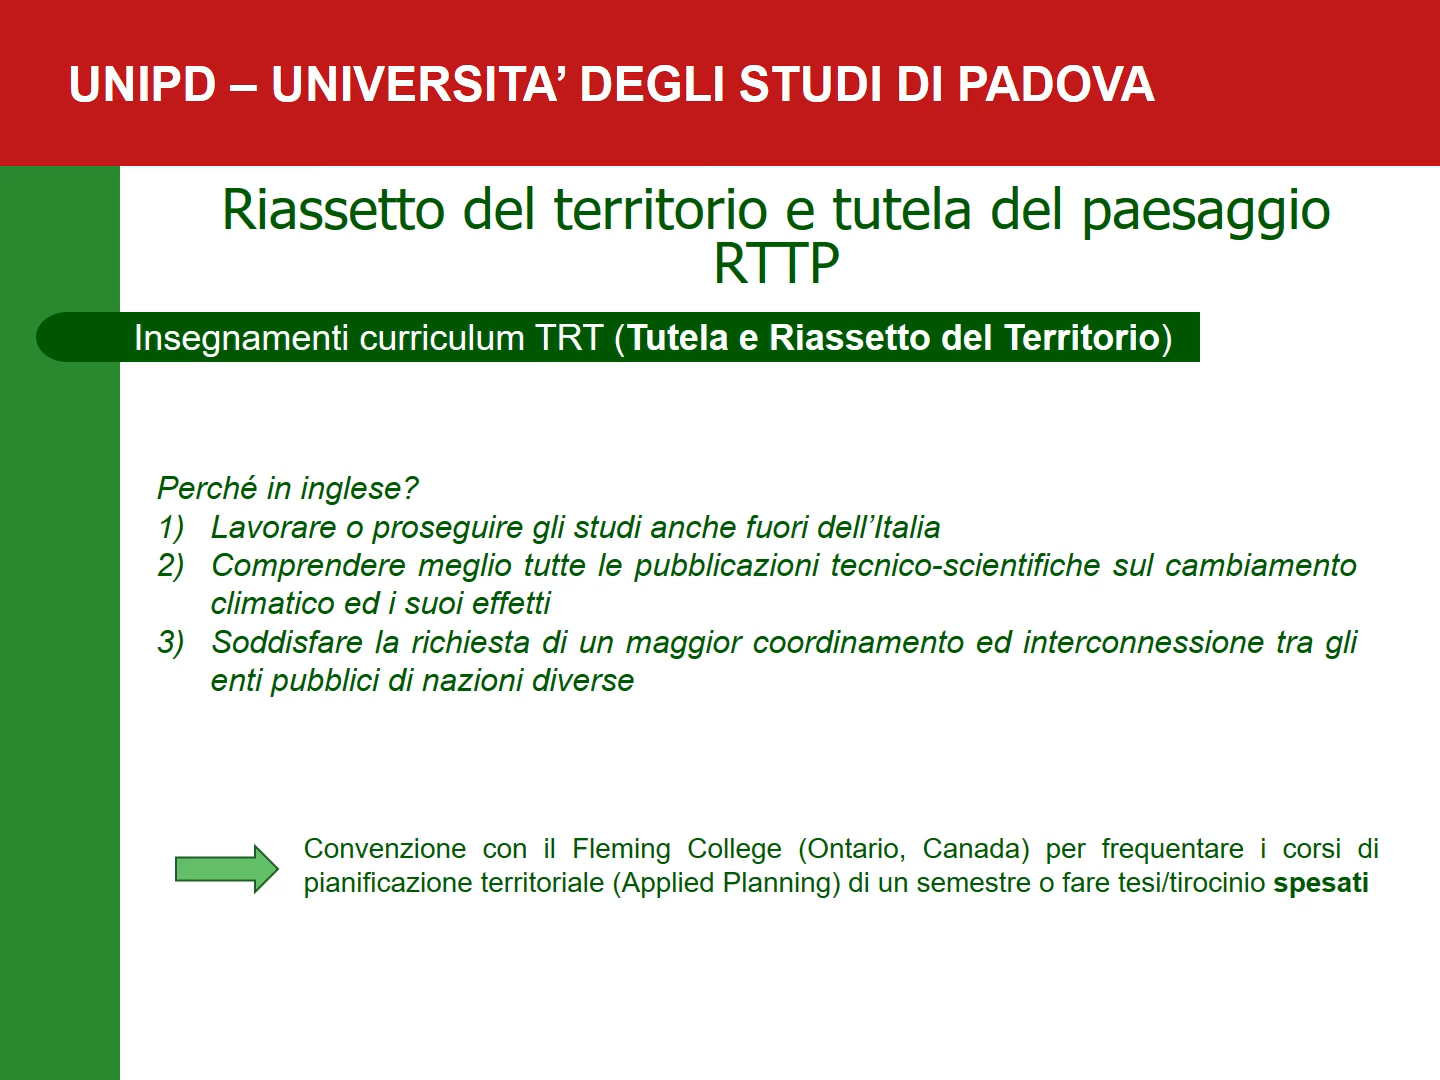 UNIPD – UNIVERSITA’ DEGLI STUDI DI PADOVA
Riassetto del territorio e tutela del paesaggio
RTTP
Insegnamenti curriculum TRT (Tutela e Riassetto del Territorio)
Perché in inglese?
1) Lavorare o proseguire gli studi anche fuori dell’Italia
2) Comprendere meglio tutte le pubblicazioni tecnico-scientifiche sul cambiamento
climatico ed i suoi effetti
3) Soddisfare la richiesta di un maggior coordinamento ed interconnessione tra gli
enti pubblici di nazioni diverse
Convenzione con il Fleming College (Ontario, Canada) per frequentare i corsi di
pianificazione territoriale (Applied Planning) di un semestre o fare tesi/tirocinio spesati